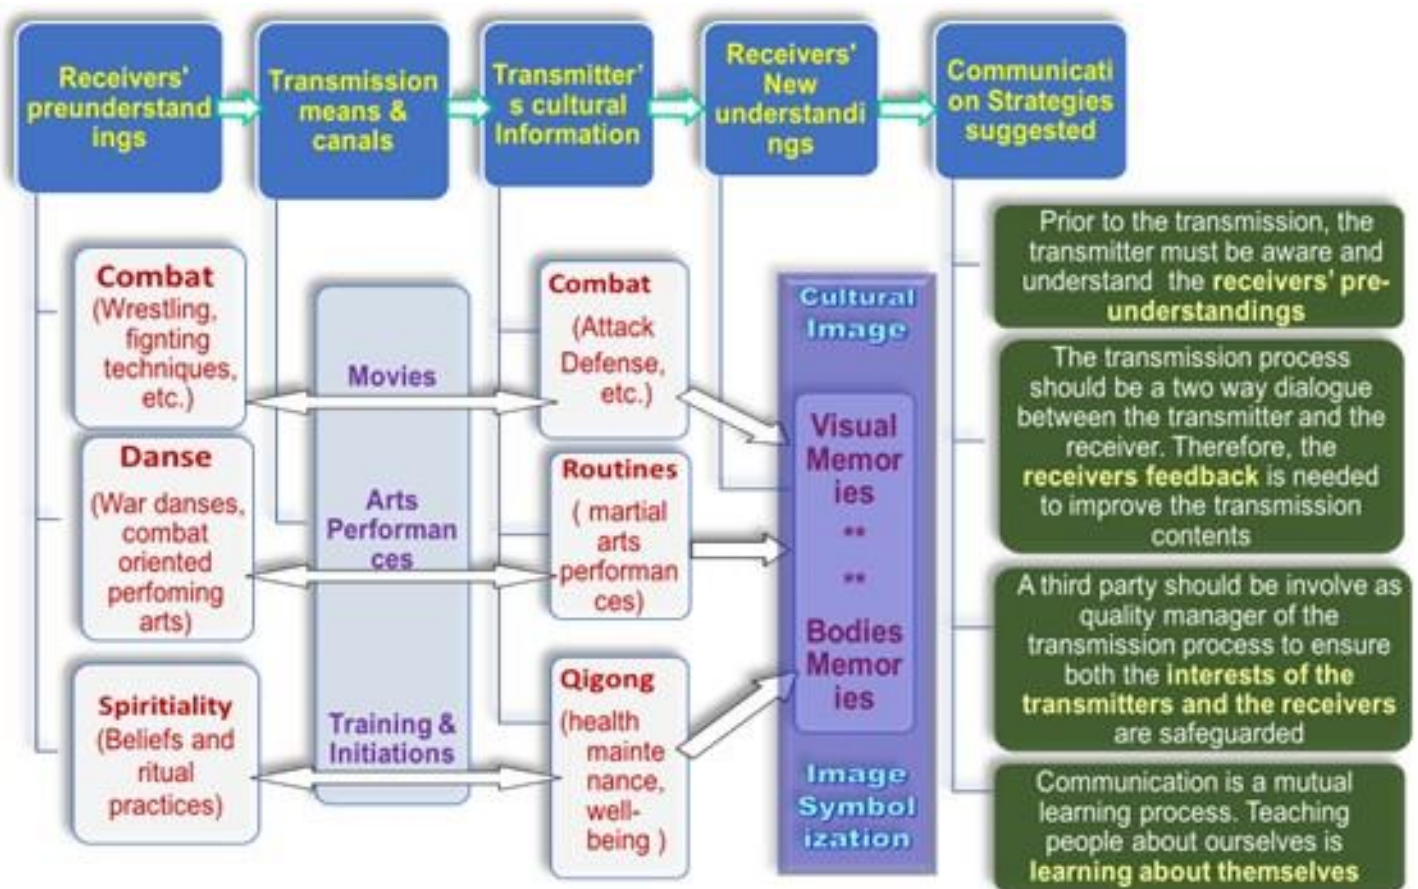 Receivers'
preunderstand
ings
Transmission
means &
canals
Transmitter'
s cultural
Information
Receivers'
New
understandi
ngs
Communicati
on Strategies
suggested
Combat
(Wrestling,
fignting
techniques,
etc.)
Danse
(War danses,
combat
oriented
perfoming
arts)
Spiritiality
(Beliefs and
ritual
practices)
Movies
Arts
Performan
ces
Training &
Initiations
Combat
(Attack
Defense,
etc.)
Routines
( martial
arts
performan
ces)
Qigong
(health
mainte
nance,
well-
being )
Cultural
Image
Visual
Memor
ies
**
**
Bodies
Memor
ies
Image
Symbol
ization
Prior to the transmission, the
transmitter must be aware and
understand the receivers' pre-
understandings
The transmission process
should be a two way dialogue
between the transmitter and the
receiver. Therefore, the
receivers feedback is needed
to improve the transmission
contents
A third party should be involve as
quality manager of the
transmission process to ensure
both the interests of the
transmitters and the receivers
are safeguarded
Communication is a mutual
learning process. Teaching
people about ourselves is
learning about themselves